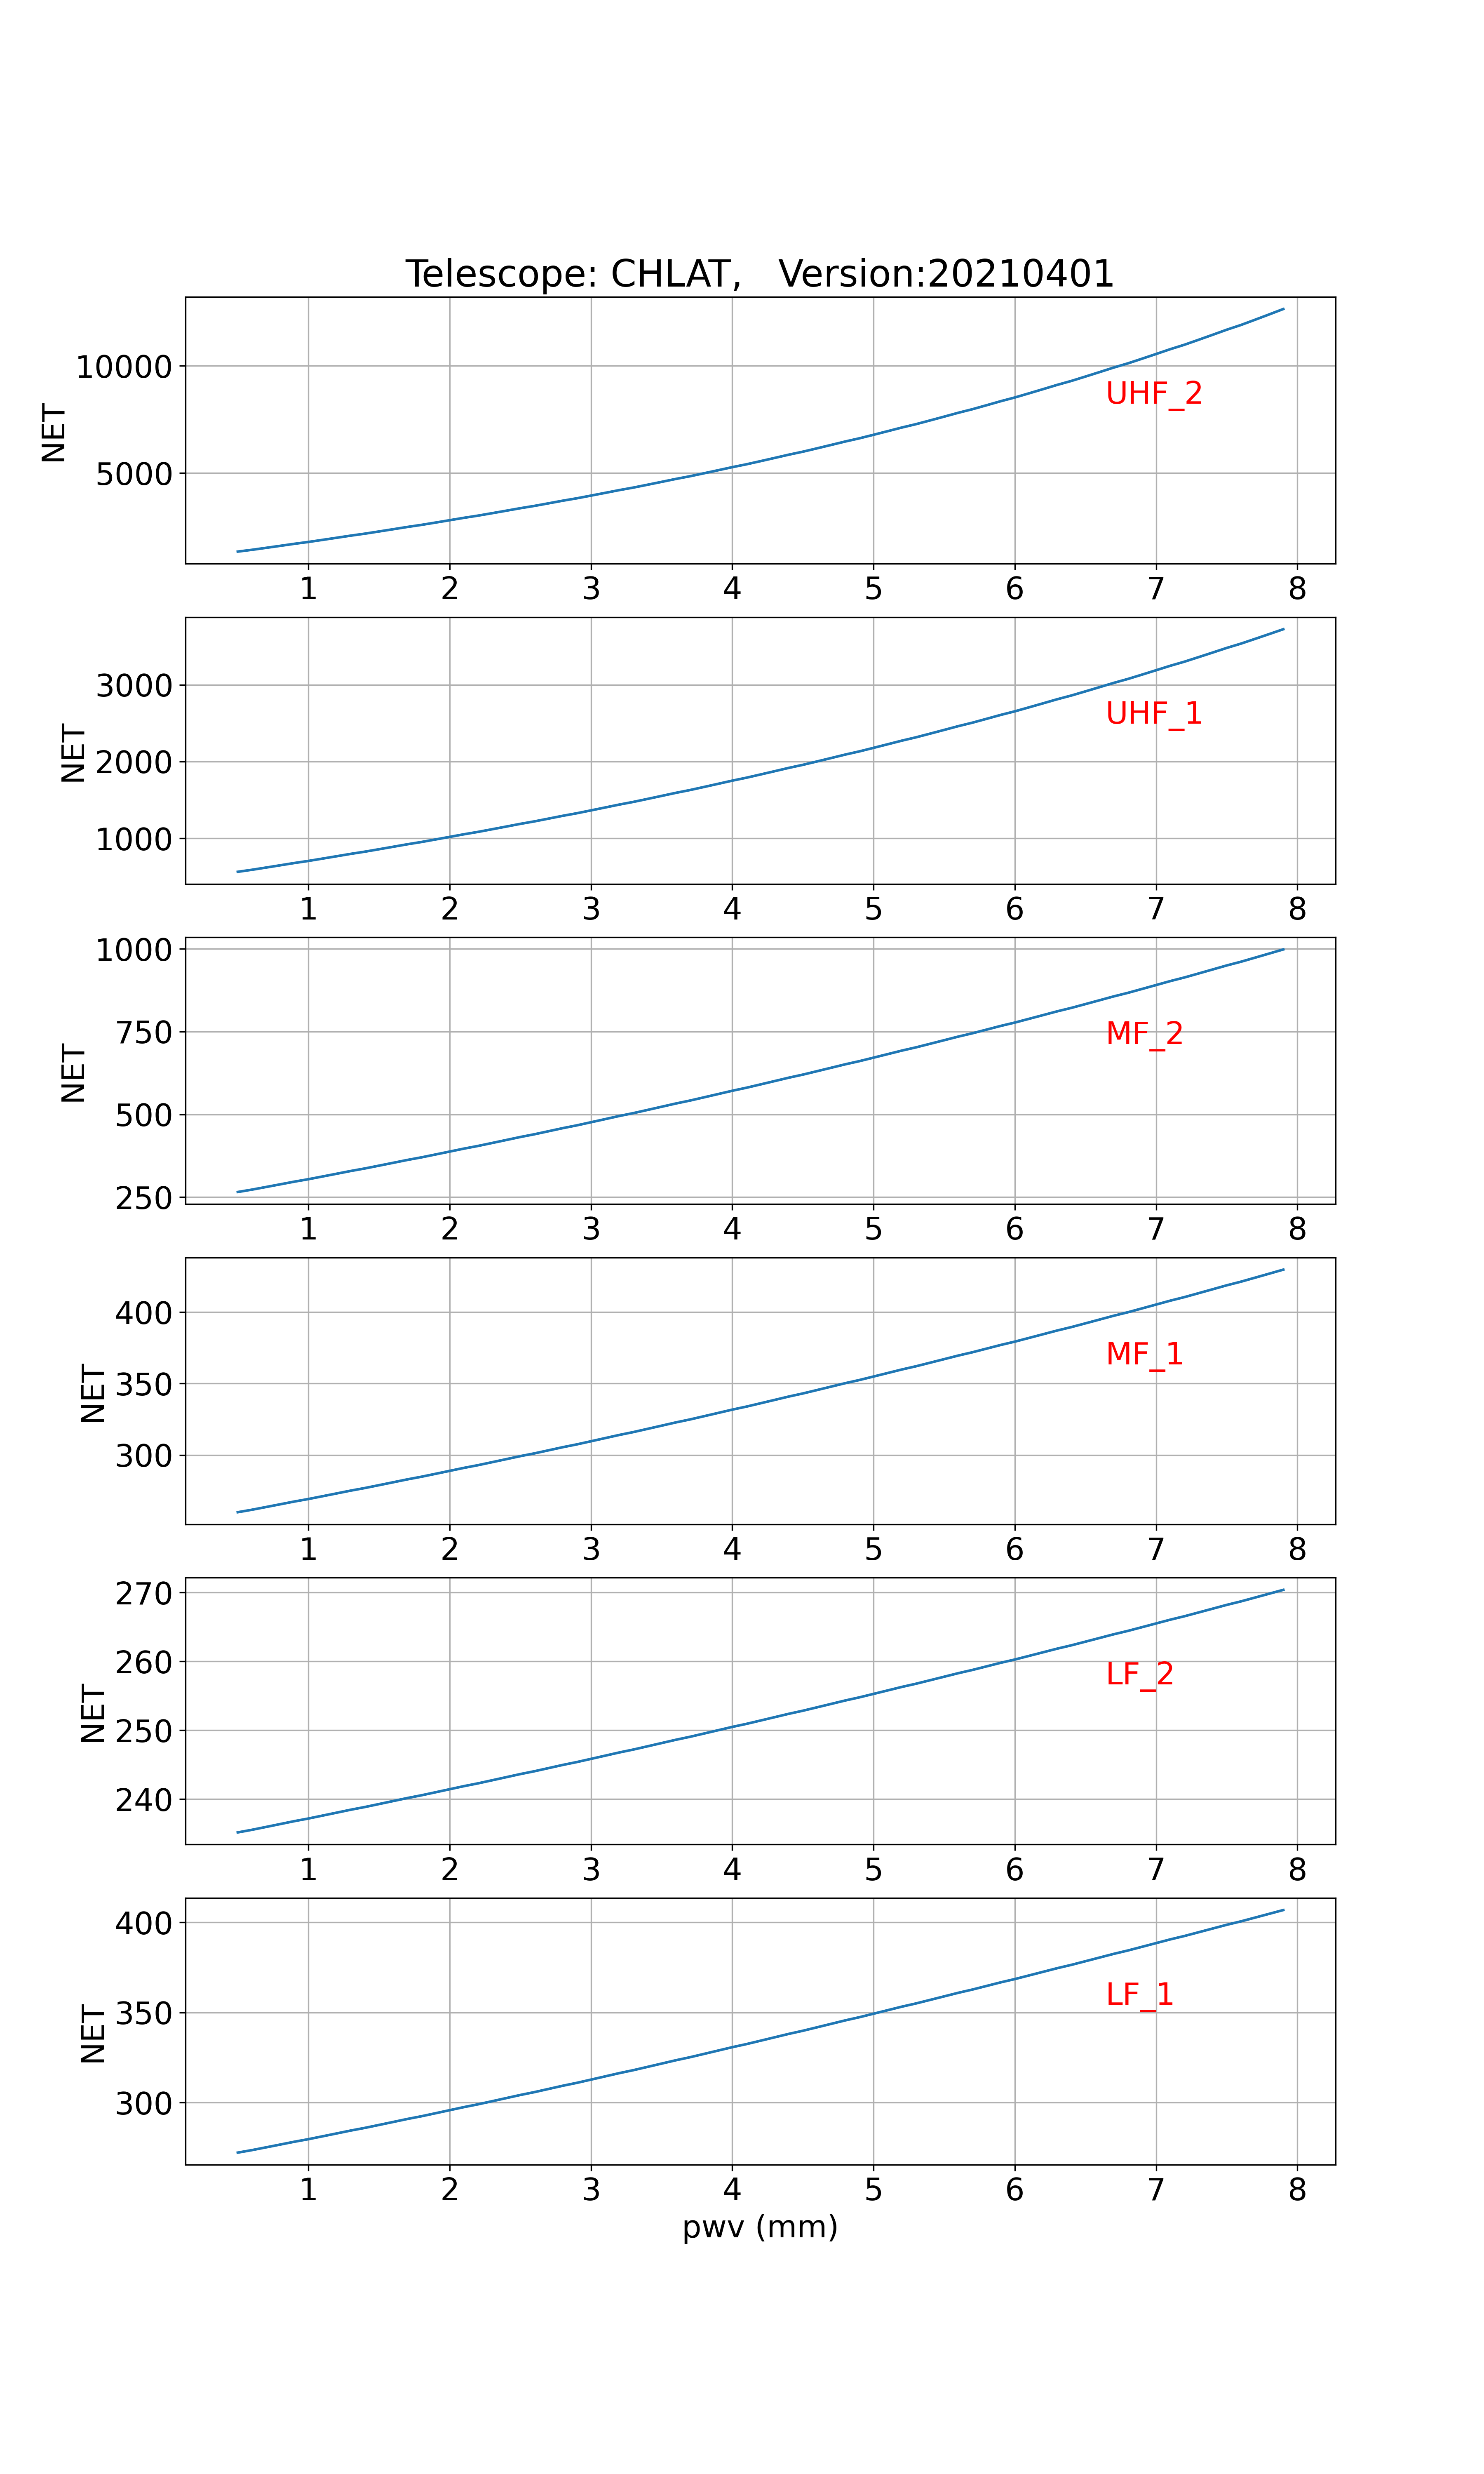 Telescope: CHLAT,   Version:20210401
10000
5000
NET
UHF_2
1 2 3 4 5 6 7 8
3000
2000
1000
NET
UHF_1
1 2 3 4 5 6 7 8
1000
750
500
250
NET
MF_2
1 2 3 4 5 6 7 8
400
350
300
NET
MF_1
1 2 3 4 5 6 7 8
270
260
250
240
NET
LF_2
1 2 3 4 5 6 7 8
400
350
300
NET
LF_1
1 2 3 4 5 6 7 8
pwv (mm)